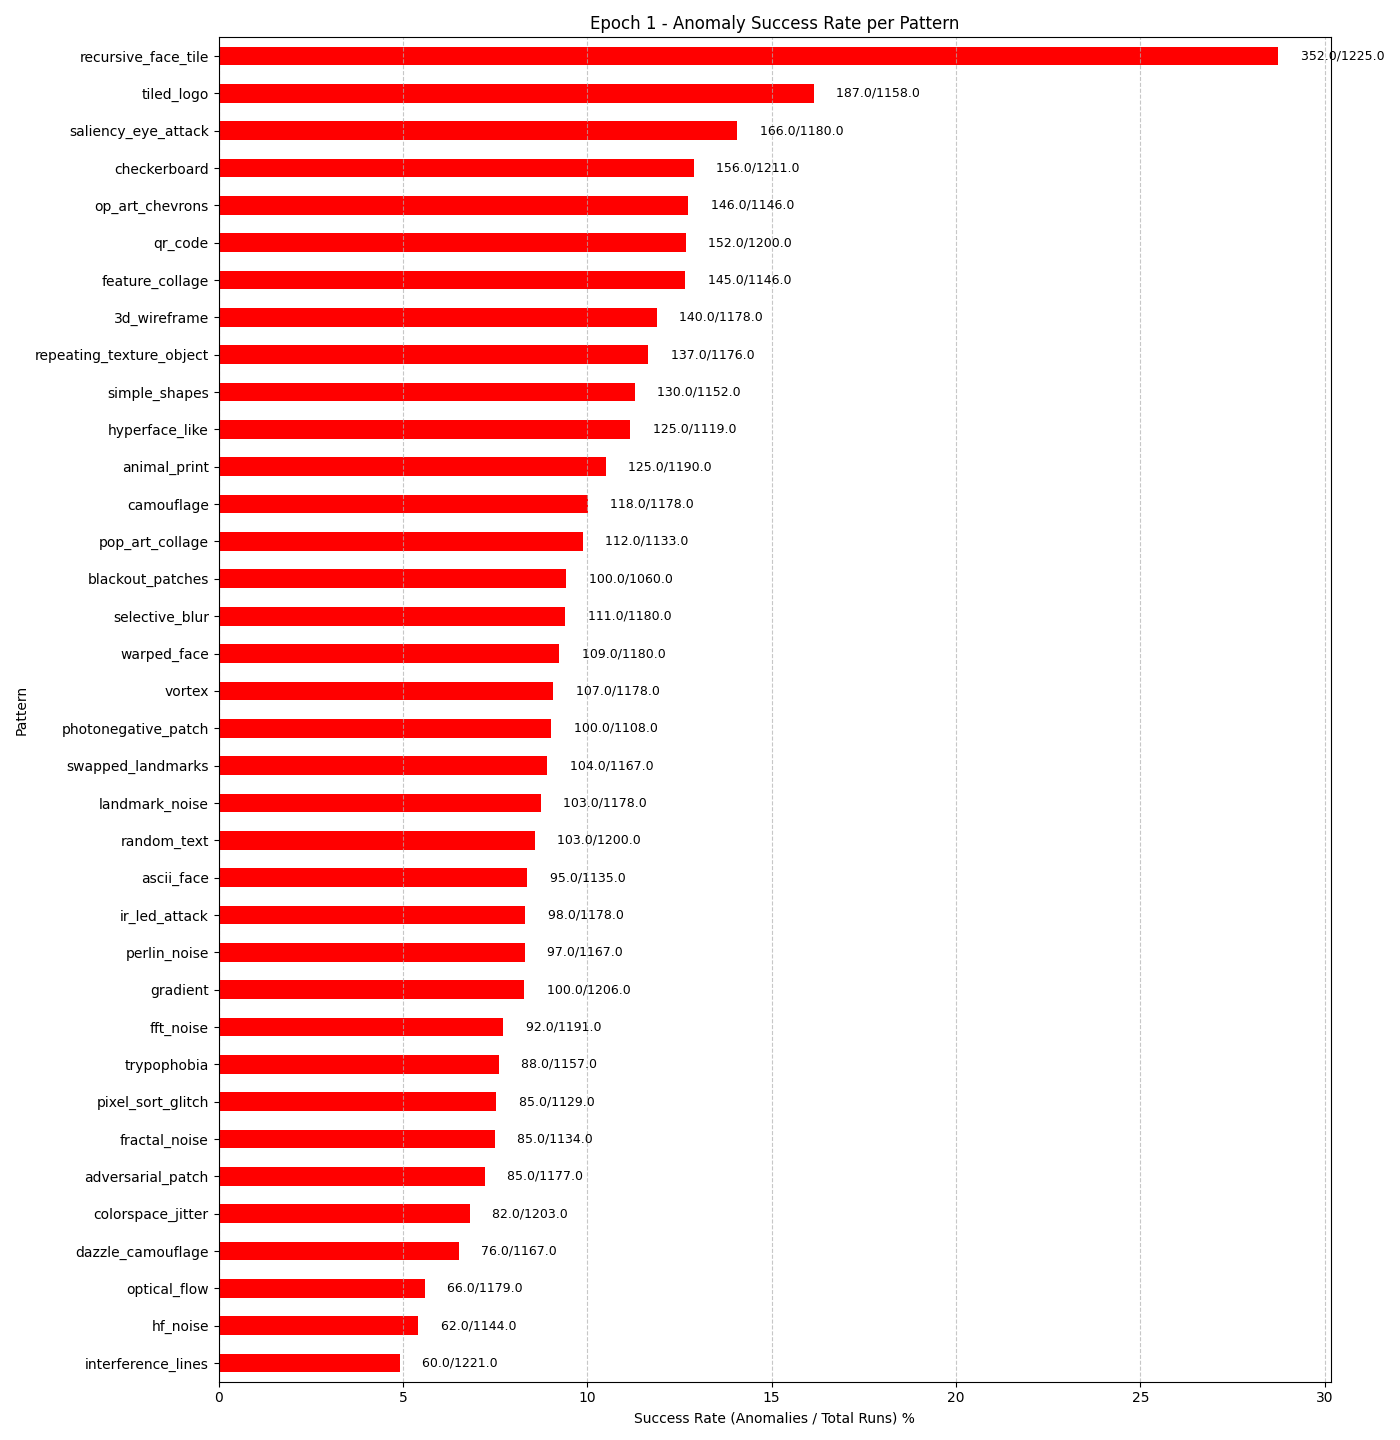 Epoch 1 - Anomaly Success Rate per Pattern
recursive_face_tile 352.0/1225.0
tiled_logo 187.0/1158.0
saliency_eye_attack 166.0/1180.0
checkerboard 156.0/1211.0
op_art_chevrons 146.0/1146.0
qr_code 152.0/1200.0
feature_collage 145.0/1146.0
3d_wireframe 140.0/1178.0
repeating_texture_object 137.0/1176.0
simple_shapes 130.0/1152.0
hyperface_like 125.0/1119.0
animal_print 125.0/1190.0
camouflage 118.0/1178.0
pop_art_collage 112.0/1133.0
blackout_patches 100.0/1060.0
selective_blur 111.0/1180.0
warped_face 109.0/1180.0
vortex 107.0/1178.0
photonegative_patch 100.0/1108.0
swapped_landmarks 104.0/1167.0
landmark_noise 103.0/1178.0
random_text 103.0/1200.0
ascii_face 95.0/1135.0
ir_led_attack 98.0/1178.0
perlin_noise 97.0/1167.0
gradient 100.0/1206.0
fft_noise 92.0/1191.0
trypophobia 88.0/1157.0
pixel_sort_glitch 85.0/1129.0
fractal_noise 85.0/1134.0
adversarial_patch 85.0/1177.0
colorspace_jitter 82.0/1203.0
dazzle_camouflage 76.0/1167.0
optical_flow 66.0/1179.0
hf_noise 62.0/1144.0
interference_lines 60.0/1221.0
Pattern
0 5 10 15 20 25 30
Success Rate (Anomalies / Total Runs) %